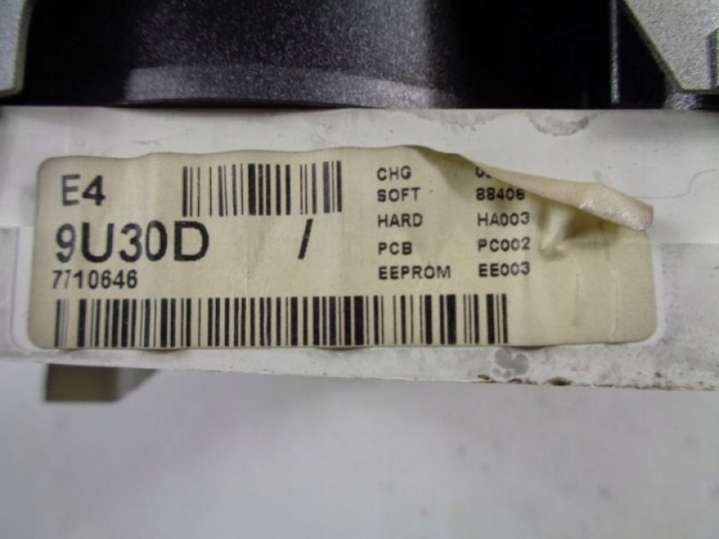 E4
9U30D /
7710646
CHG
SOFT 88406
HARD HA003
PCB PC002
EEPROM EE003